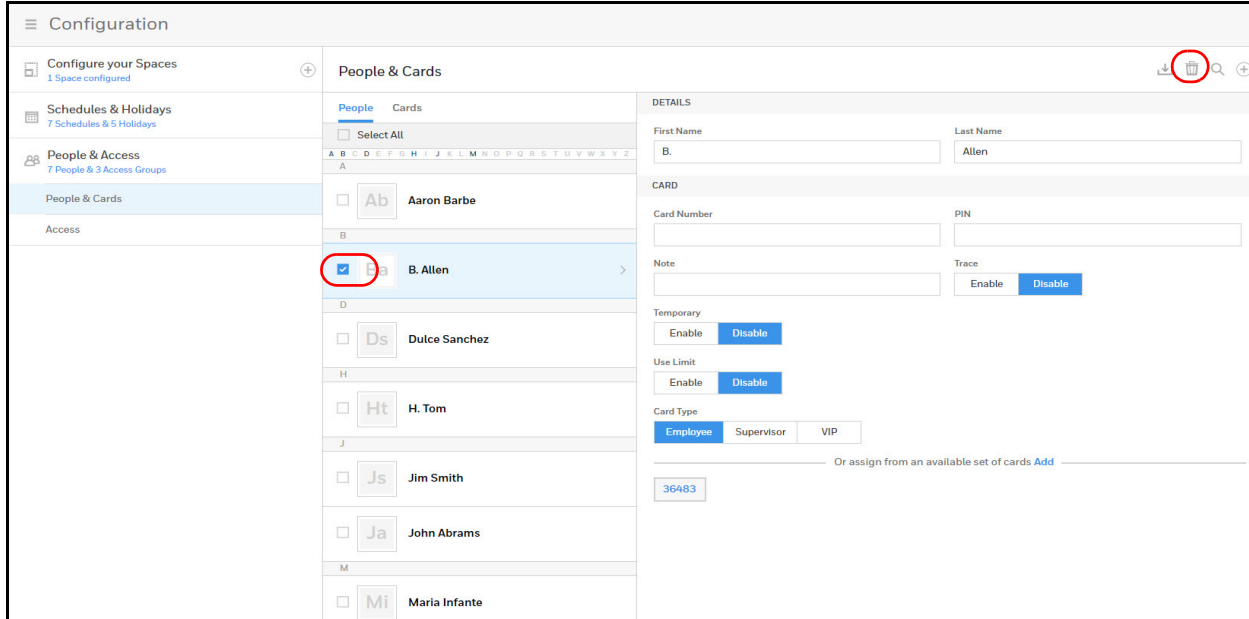 Configuration
Configure your Spaces
1 Space configured
Schedules & Holidays
7 Schedules & 5 Holidays
People & Access
7 People & 3 Access Groups
People & Cards
Access
People & Cards
People Cards
Select All
A B C D E F G H I J K L M N O P Q R S T U V W X Y Z
A
Ab Aaron Barbe
B
Ba B. Allen
D
Ds Dulce Sanchez
H
Ht H. Tom
J
Js Jim Smith
Ja John Abrams
M
Mi Maria Infante
DETAILS
First Name Last Name
B. Allen
CARD
Card Number PIN
Note Trace
Enable Disable
Temporary
Enable Disable
Use Limit
Enable Disable
Card Type
Employee Supervisor VIP
Or assign from an available set of cards Add
36483